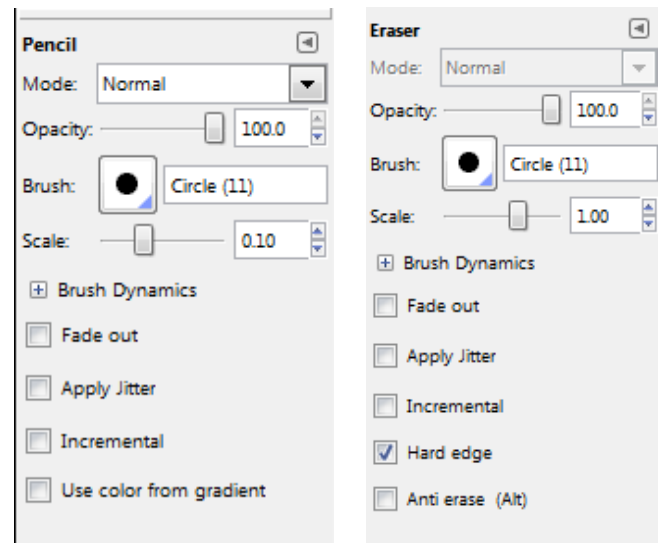 Pencil
Mode: Normal
Opacity: 100.0
Brush: Circle (11)
Scale: 0.10
Brush Dynamics
Fade out
Apply Jitter
Incremental
Use color from gradient
Eraser
Mode: Normal
Opacity: 100.0
Brush: Circle (11)
Scale: 1.00
Brush Dynamics
Fade out
Apply Jitter
Incremental
Hard edge
Anti erase (Alt)